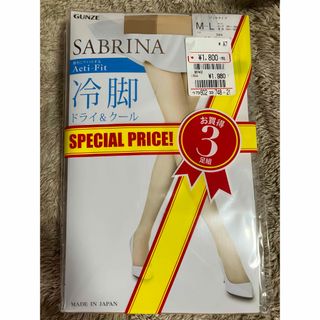 GUNZE
M-L
SABRINA
Acti-Fit
¥1,800
¥1,980
冷脚
ドライ&クール
SPECIAL PRICE!
お買得
3
足組
MADE IN JAPAN